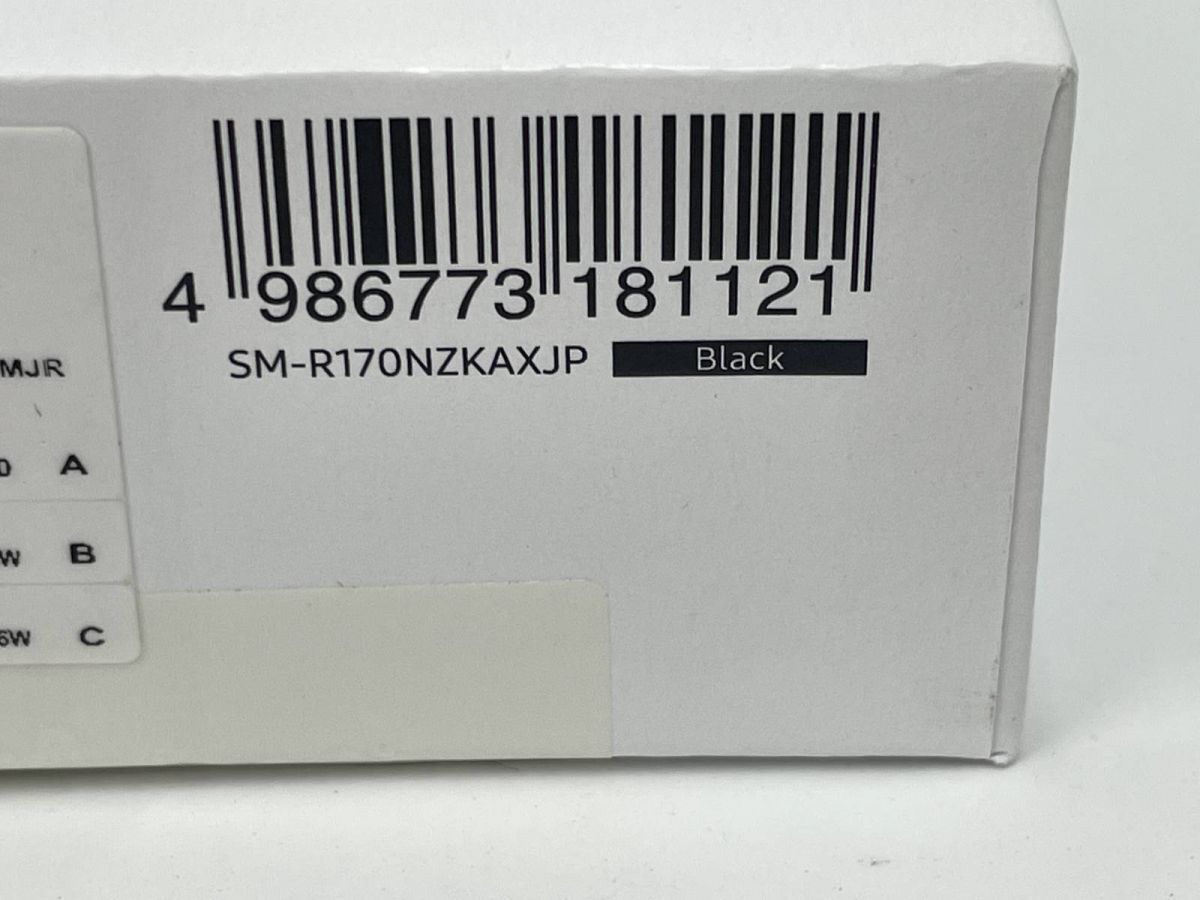 4 986773 181121
SM-R170NZKAXJP Black
MJR
A
W B
6W C